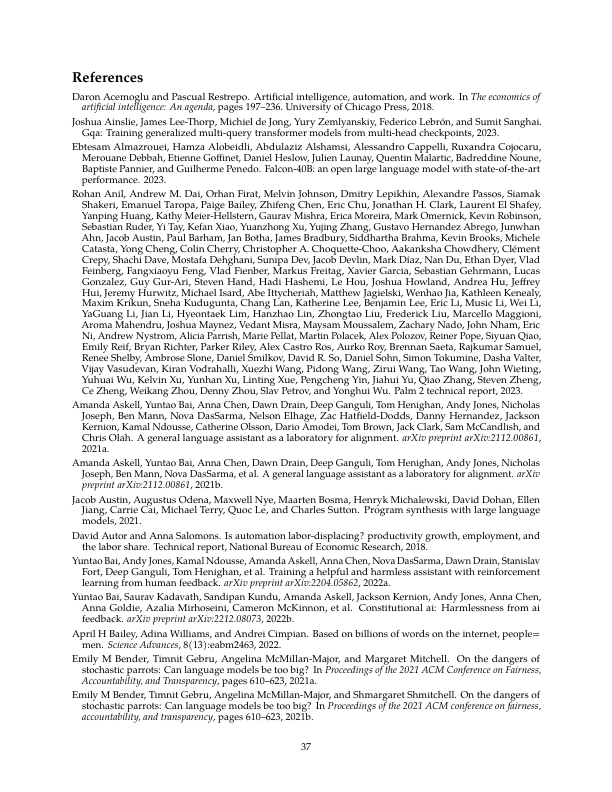 References
Daron Acemoglu and Pascual Restrepo. Artificial intelligence, automation, and work. In The economics of
artificial intelligence: An agenda, pages 197–236. University of Chicago Press, 2018.
Joshua Ainslie, James Lee-Thorp, Michiel de Jong, Yury Zemlyanskiy, Federico Lebrón, and Sumit Sanghai.
Gqa: Training generalized multi-query transformer models from multi-head checkpoints, 2023.
Ebtesam Almazrouei, Hamza Alobeidli, Abdulaziz Alshamsi, Alessandro Cappelli, Ruxandra Cojocaru,
Merouane Debbah, Etienne Goffinet, Daniel Heslow, Julien Launay, Quentin Malartic, Badreddine Noune,
Baptiste Pannier, and Guilherme Penedo. Falcon-40B: an open large language model with state-of-the-art
performance. 2023.
Rohan Anil, Andrew M. Dai, Orhan Firat, Melvin Johnson, Dmitry Lepikhin, Alexandre Passos, Siamak
Shakeri, Emanuel Taropa, Paige Bailey, Zhifeng Chen, Eric Chu, Jonathan H. Clark, Laurent El Shafey,
Yanping Huang, Kathy Meier-Hellstern, Gaurav Mishra, Erica Moreira, Mark Omernick, Kevin Robinson,
Sebastian Ruder, Yi Tay, Kefan Xiao, Yuanzhong Xu, Yujing Zhang, Gustavo Hernandez Abrego, Junwhan
Ahn, Jacob Austin, Paul Barham, Jan Botha, James Bradbury, Siddhartha Brahma, Kevin Brooks, Michele
Catasta, Yong Cheng, Colin Cherry, Christopher A. Choquette-Choo, Aakanksha Chowdhery, Clément
Crepy, Shachi Dave, Mostafa Dehghani, Sunipa Dev, Jacob Devlin, Mark Díaz, Nan Du, Ethan Dyer, Vlad
Feinberg, Fangxiaoyu Feng, Vlad Fienber, Markus Freitag, Xavier Garcia, Sebastian Gehrmann, Lucas
Gonzalez, Guy Gur-Ari, Steven Hand, Hadi Hashemi, Le Hou, Joshua Howland, Andrea Hu, Jeffrey
Hui, Jeremy Hurwitz, Michael Isard, Abe Ittycheriah, Matthew Jagielski, Wenhao Jia, Kathleen Kenealy,
Maxim Krikun, Sneha Kudugunta, Chang Lan, Katherine Lee, Benjamin Lee, Eric Li, Music Li, Wei Li,
YaGuang Li, Jian Li, Hyeontaek Lim, Hanzhao Lin, Zhongtao Liu, Frederick Liu, Marcello Maggioni,
Aroma Mahendru, Joshua Maynez, Vedant Misra, Maysam Moussalem, Zachary Nado, John Nham, Eric
Ni, Andrew Nystrom, Alicia Parrish, Marie Pellat, Martin Polacek, Alex Polozov, Reiner Pope, Siyuan Qiao,
Emily Reif, Bryan Richter, Parker Riley, Alex Castro Ros, Aurko Roy, Brennan Saeta, Rajkumar Samuel,
Renee Shelby, Ambrose Slone, Daniel Smilkov, David R. So, Daniel Sohn, Simon Tokumine, Dasha Valter,
Vijay Vasudevan, Kiran Vodrahalli, Xuezhi Wang, Pidong Wang, Zirui Wang, Tao Wang, John Wieting,
Yuhuai Wu, Kelvin Xu, Yunhan Xu, Linting Xue, Pengcheng Yin, Jiahui Yu, Qiao Zhang, Steven Zheng,
Ce Zheng, Weikang Zhou, Denny Zhou, Slav Petrov, and Yonghui Wu. Palm 2 technical report, 2023.
Amanda Askell, Yuntao Bai, Anna Chen, Dawn Drain, Deep Ganguli, Tom Henighan, Andy Jones, Nicholas
Joseph, Ben Mann, Nova DasSarma, Nelson Elhage, Zac Hatfield-Dodds, Danny Hernandez, Jackson
Kernion, Kamal Ndousse, Catherine Olsson, Dario Amodei, Tom Brown, Jack Clark, Sam McCandlish, and
Chris Olah. A general language assistant as a laboratory for alignment. arXiv preprint arXiv:2112.00861,
2021a.
Amanda Askell, Yuntao Bai, Anna Chen, Dawn Drain, Deep Ganguli, Tom Henighan, Andy Jones, Nicholas
Joseph, Ben Mann, Nova DasSarma, et al. A general language assistant as a laboratory for alignment. arXiv
preprint arXiv:2112.00861, 2021b.
Jacob Austin, Augustus Odena, Maxwell Nye, Maarten Bosma, Henryk Michalewski, David Dohan, Ellen
Jiang, Carrie Cai, Michael Terry, Quoc Le, and Charles Sutton. Program synthesis with large language
models, 2021.
David Autor and Anna Salomons. Is automation labor-displacing? productivity growth, employment, and
the labor share. Technical report, National Bureau of Economic Research, 2018.
Yuntao Bai, Andy Jones, Kamal Ndousse, Amanda Askell, Anna Chen, Nova DasSarma, Dawn Drain, Stanislav
Fort, Deep Ganguli, Tom Henighan, et al. Training a helpful and harmless assistant with reinforcement
learning from human feedback. arXiv preprint arXiv:2204.05862, 2022a.
Yuntao Bai, Saurav Kadavath, Sandipan Kundu, Amanda Askell, Jackson Kernion, Andy Jones, Anna Chen,
Anna Goldie, Azalia Mirhoseini, Cameron McKinnon, et al. Constitutional ai: Harmlessness from ai
feedback. arXiv preprint arXiv:2212.08073, 2022b.
April H Bailey, Adina Williams, and Andrei Cimpian. Based on billions of words on the internet, people=
men. Science Advances, 8(13):eabm2463, 2022.
Emily M Bender, Timnit Gebru, Angelina McMillan-Major, and Margaret Mitchell. On the dangers of
stochastic parrots: Can language models be too big? In Proceedings of the 2021 ACM Conference on Fairness,
Accountability, and Transparency, pages 610–623, 2021a.
Emily M Bender, Timnit Gebru, Angelina McMillan-Major, and Shmargaret Shmitchell. On the dangers of
stochastic parrots: Can language models be too big? In Proceedings of the 2021 ACM conference on fairness,
accountability, and transparency, pages 610–623, 2021b.
37